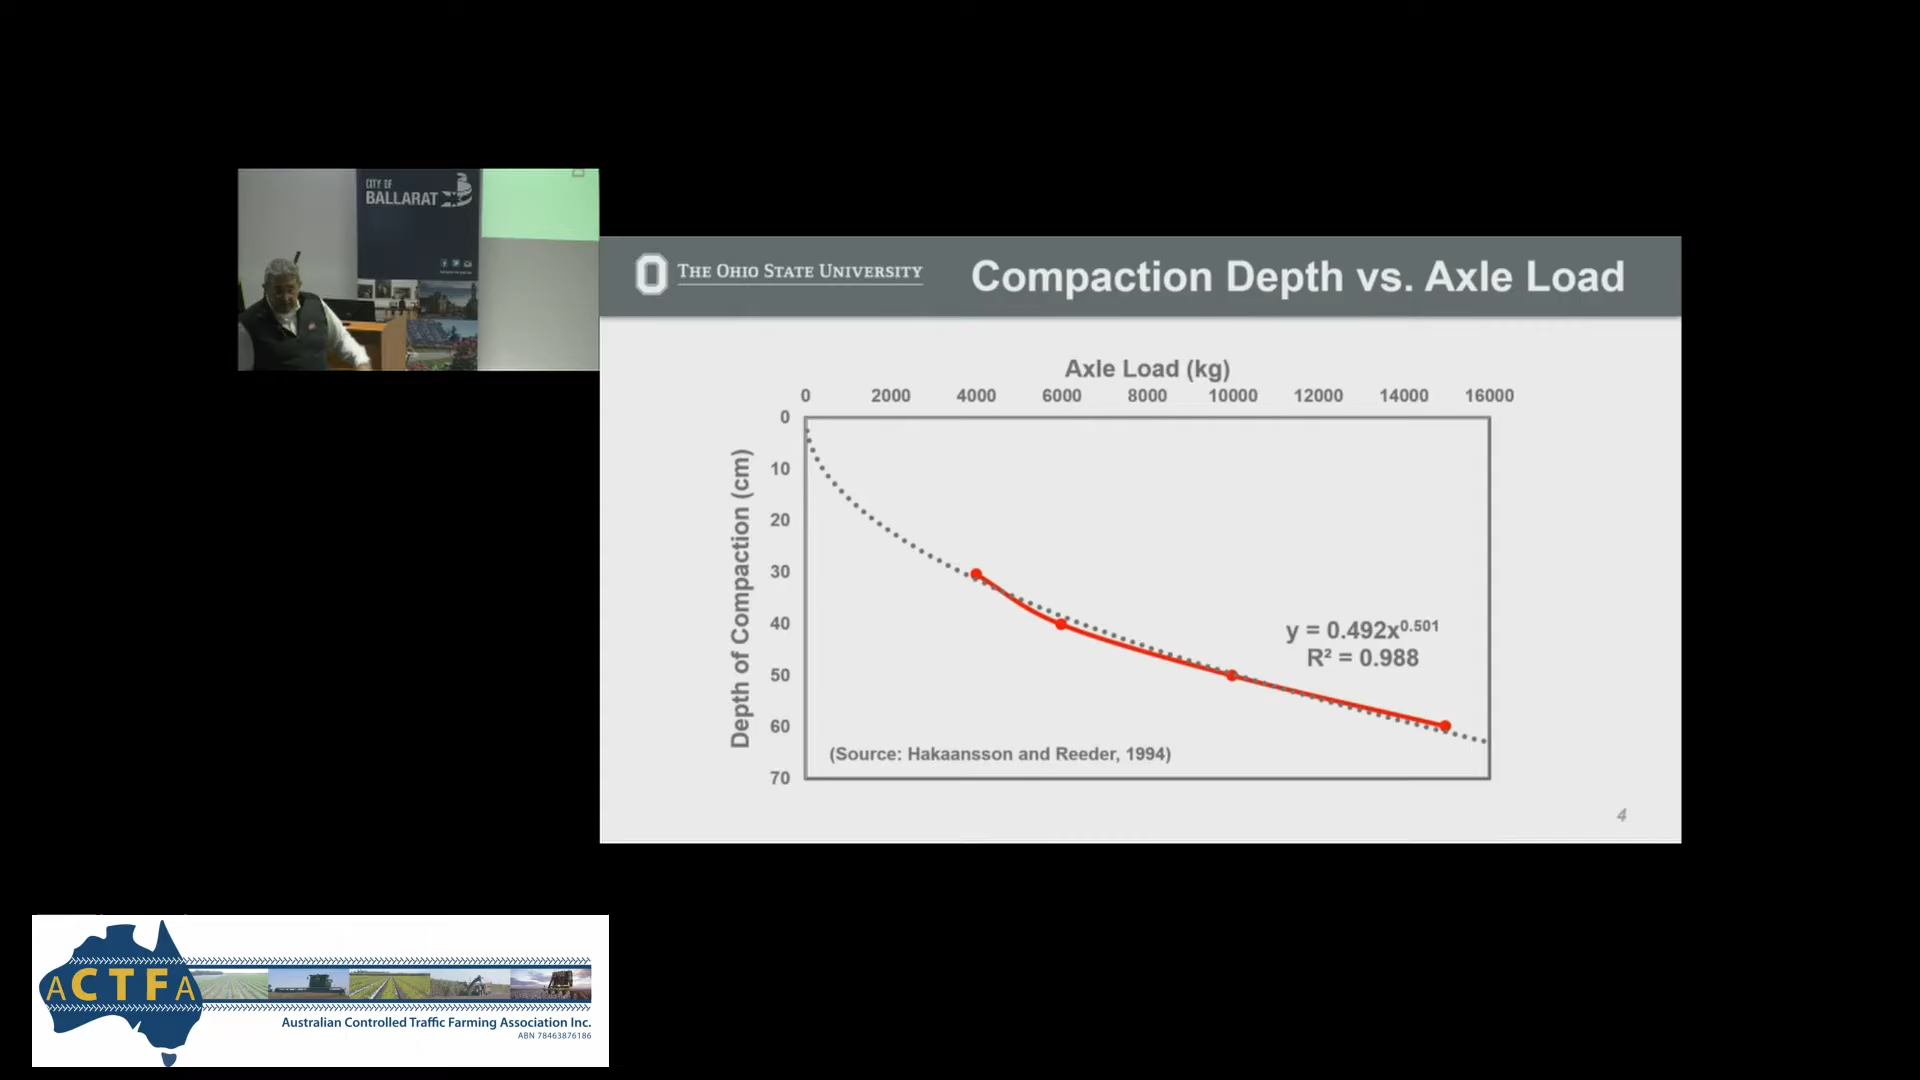 CITY OF
BALLARAT
THE OHIO STATE UNIVERSITY
Compaction Depth vs. Axle Load
Axle Load (kg)
0 2000 4000 6000 8000 10000 12000 14000 16000
Depth of Compaction (cm)
0
10
20
30
40
50
60
70
y = 0.492x^0.501
R² = 0.988
(Source: Hakaansson and Reeder, 1994)
4
ACTFA
Australian Controlled Traffic Farming Association Inc.
ABN 78463876186